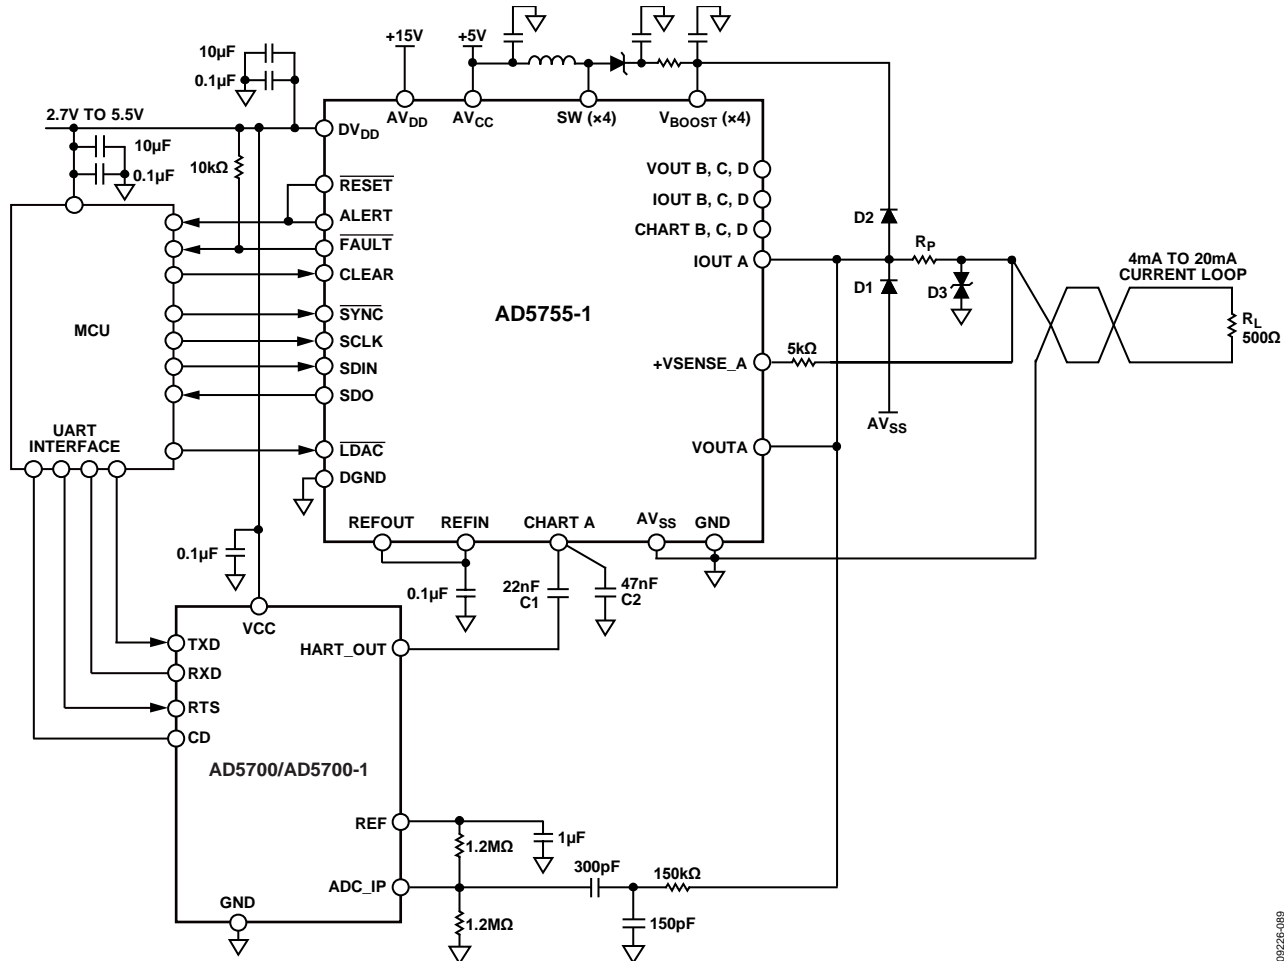 +15V
+5V
10µF
0.1µF
2.7V TO 5.5V
10µF
0.1µF
10kΩ
AVDD
AVCC
SW (×4)
VBOOST (×4)
DVDD
RESET
ALERT
FAULT
CLEAR
SYNC
SCLK
SDIN
SDO
LDAC
DGND
VOUT B, C, D
IOUT B, C, D
CHART B, C, D
IOUT A
+VSENSE_A
VOUTA
AD5755-1
MCU
UART
INTERFACE
D2
RP
D1
D3
4mA TO 20mA
CURRENT LOOP
RL
500Ω
5kΩ
AVSS
REFOUT
REFIN
CHART A
AVSS
GND
0.1µF
0.1µF
22nF
C1
47nF
C2
VCC
TXD
RXD
RTS
CD
HART_OUT
AD5700/AD5700-1
REF
ADC_IP
GND
1.2MΩ
1µF
1.2MΩ
300pF
150kΩ
150pF
09226-089